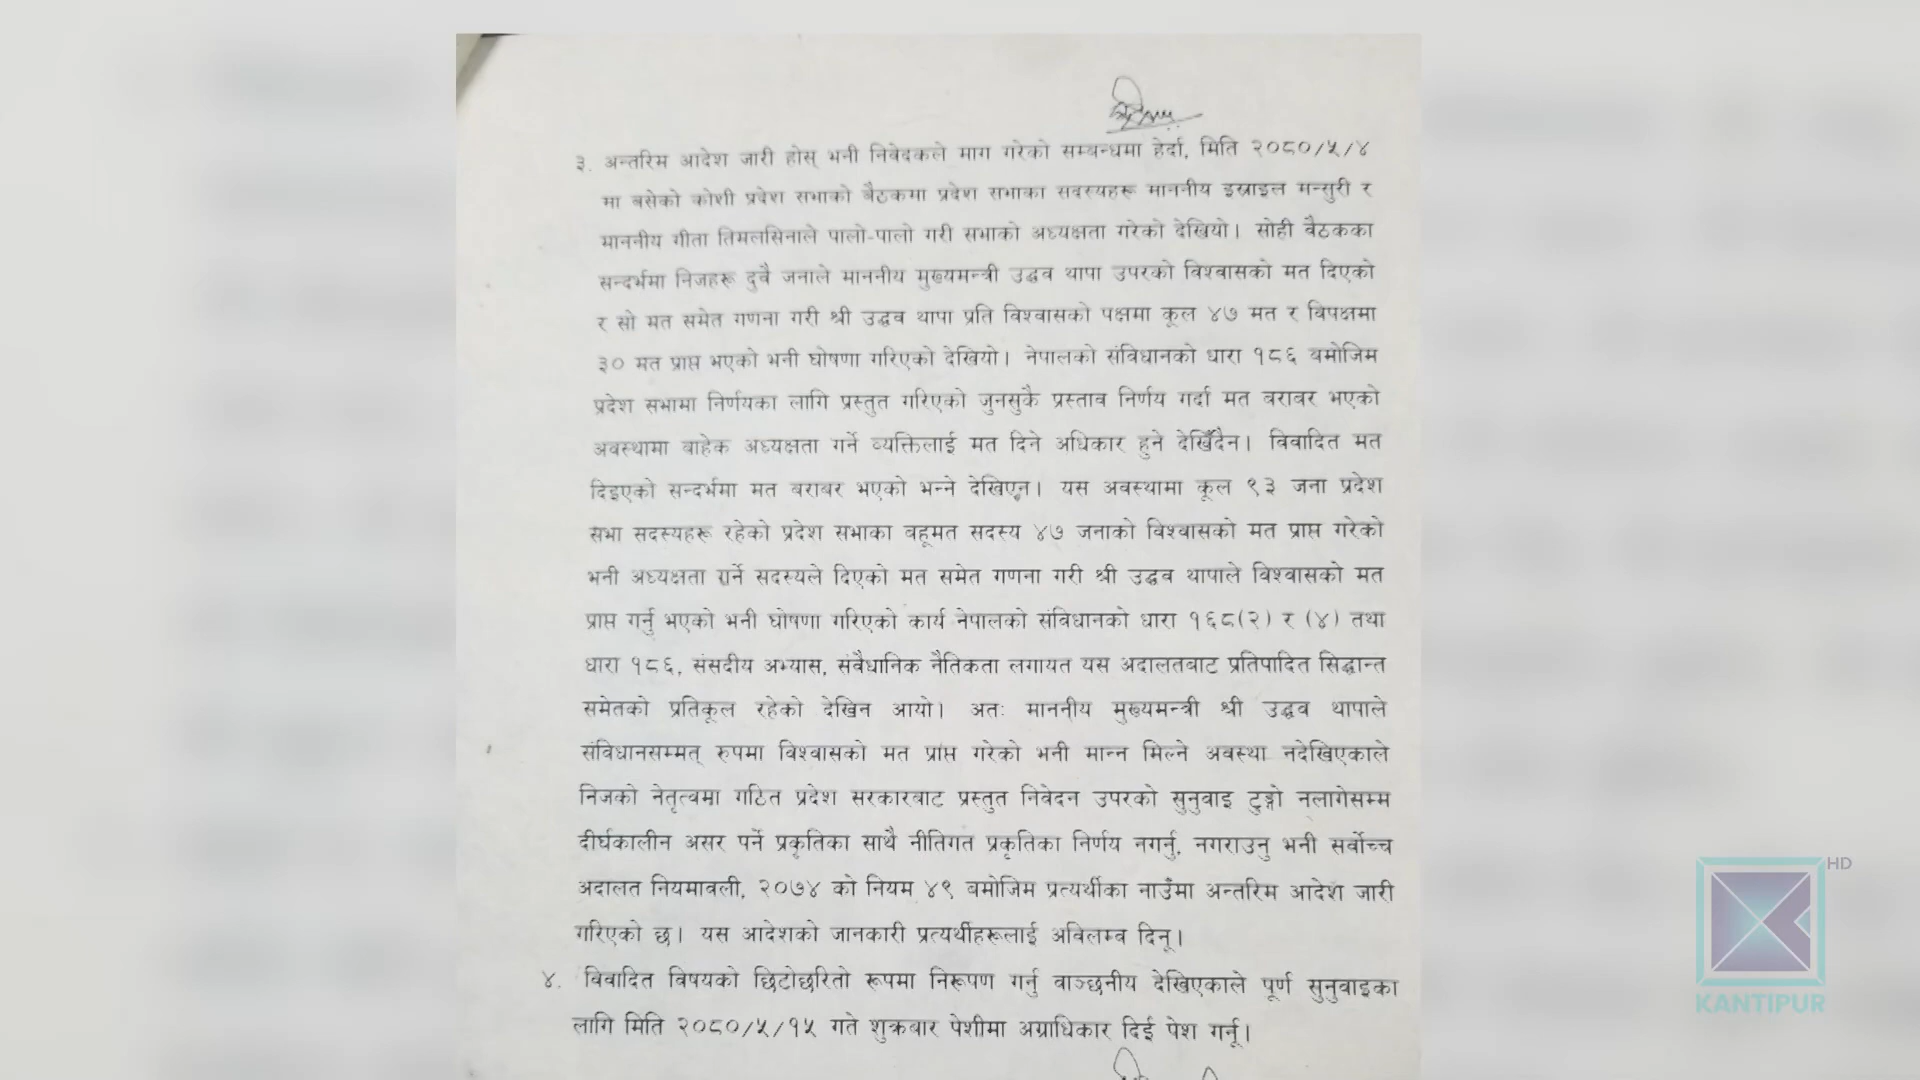 ३. अन्तरिम आदेश जारी होस् भनी निवेदकले माग गरेको सम्बन्धमा हेर्दा, मिति २०८०/५/४
मा बसेको कोशी प्रदेश सभाको बैठकमा प्रदेश सभाका सदस्यहरू माननीय इस्राइल मन्सुरी र
माननीय गीता तिमलसिनाले पालो-पालो गरी सभाको अध्यक्षता गरेको देखियो। सोही बैठकका
सन्दर्भमा निजहरू दुवै जनाले माननीय मुख्यमन्त्री उद्धव थापा उपरको विश्वासको मत दिएको
र सो मत समेत गणना गरी श्री उद्धव थापा प्रति विश्वासको पक्षमा कूल ४७ मत र विपक्षमा
३० मत प्राप्त भएको भनी घोषणा गरिएको देखियो। नेपालको संविधानको धारा १८६ बमोजिम
प्रदेश सभामा निर्णयका लागि प्रस्तुत गरिएको जुनसुकै प्रस्ताव निर्णय गर्दा मत बराबर भएको
अवस्थामा बाहेक अध्यक्षता गर्ने व्यक्तिलाई मत दिने अधिकार हुने देखिँदैन। विवादित मत
दिइएको सन्दर्भमा मत बराबर भएको भन्ने देखिएन। यस अवस्थामा कूल ९३ जना प्रदेश
सभा सदस्यहरू रहेको प्रदेश सभाका बहूमत सदस्य ४७ जनाको विश्वासको मत प्राप्त गरेको
भनी अध्यक्षता गर्ने सदस्यले दिएको मत समेत गणना गरी श्री उद्धव थापाले विश्वासको मत
प्राप्त गर्नु भएको भनी घोषणा गरिएको कार्य नेपालको संविधानको धारा १६८(२) र (४) तथा
धारा १८६, संसदीय अभ्यास, संवैधानिक नैतिकता लगायत यस अदालतबाट प्रतिपादित सिद्धान्त
समेतको प्रतिकूल रहेको देखिन आयो। अतः माननीय मुख्यमन्त्री श्री उद्धव थापाले
संविधानसम्मत् रुपमा विश्वासको मत प्राप्त गरेको भनी मान्न मिल्ने अवस्था नदेखिएकाले
निजको नेतृत्वमा गठित प्रदेश सरकारबाट प्रस्तुत निवेदन उपरको सुनुवाइ टुङ्गो नलागेसम्म
दीर्घकालीन असर पर्ने प्रकृतिका साथै नीतिगत प्रकृतिका निर्णय नगर्नु, नगराउनु भनी सर्वोच्च
अदालत नियमावली, २०७४ को नियम ४९ बमोजिम प्रत्यर्थीका नाउँमा अन्तरिम आदेश जारी
गरिएको छ। यस आदेशको जानकारी प्रत्यर्थीहरूलाई अविलम्ब दिनू।
४. विवादित विषयको छिटोछरितो रूपमा निरूपण गर्नु वाञ्छनीय देखिएकाले पूर्ण सुनुवाइका
लागि मिति २०८०/५/१५ गते शुक्रबार पेशीमा अग्राधिकार दिई पेश गर्नू।
HD
KANTIPUR